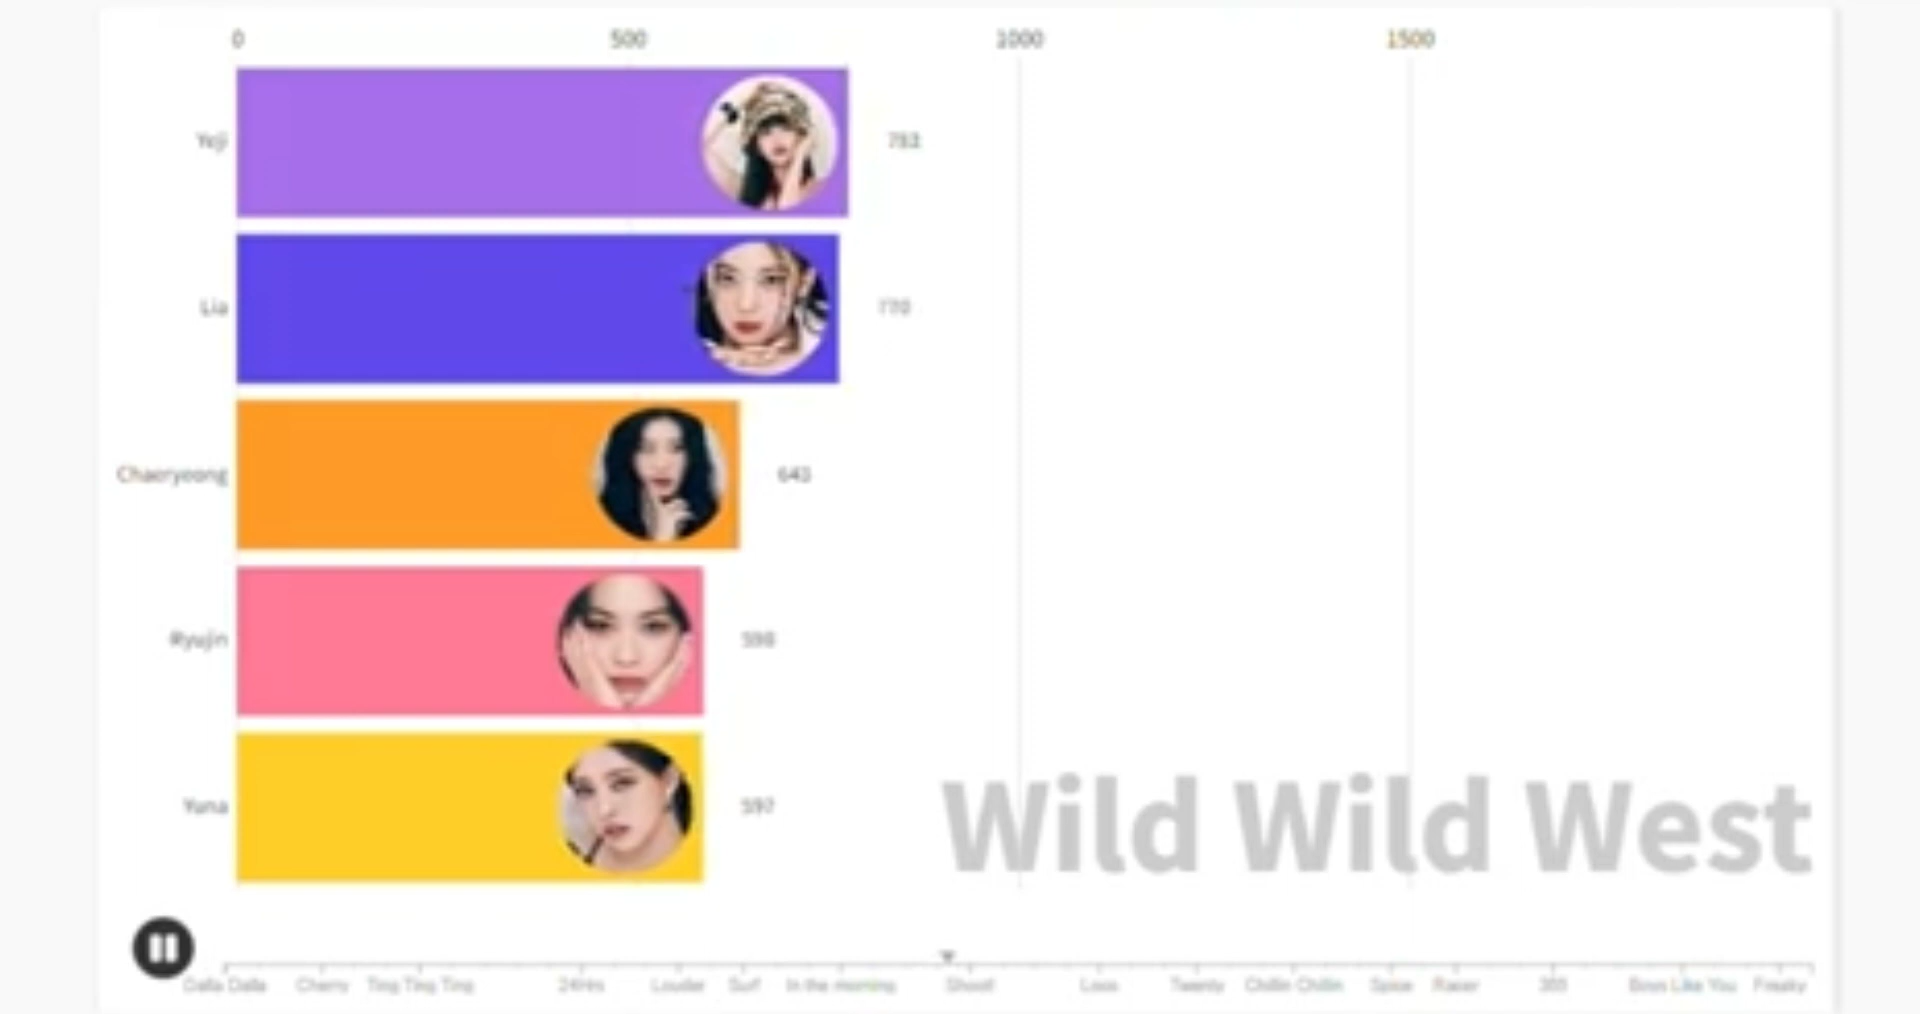 0 500 1000 1500
Yeji 783
Lia 770
Chaeryeong 643
Ryujin 598
Yuna 597
Wild Wild West
Dalla Dalla Cherry Ting Ting Ting 24Hrs Louder Surf In the morning Shoot! Loco Twenty Chillin Chillin Spice Racer 365 Boys Like You Freaky